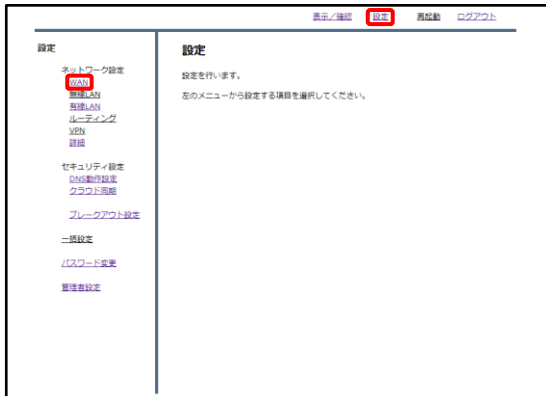 表示／確認 設定 再起動 ログアウト
設定
ネットワーク設定
WAN
無線LAN
有線LAN
ルーティング
VPN
詳細
セキュリティ設定
DNS動作設定
クラウド同期
ブレークアウト設定
一括設定
パスワード変更
管理者設定
設定
設定を行います。
左のメニューから設定する項目を選択してください。